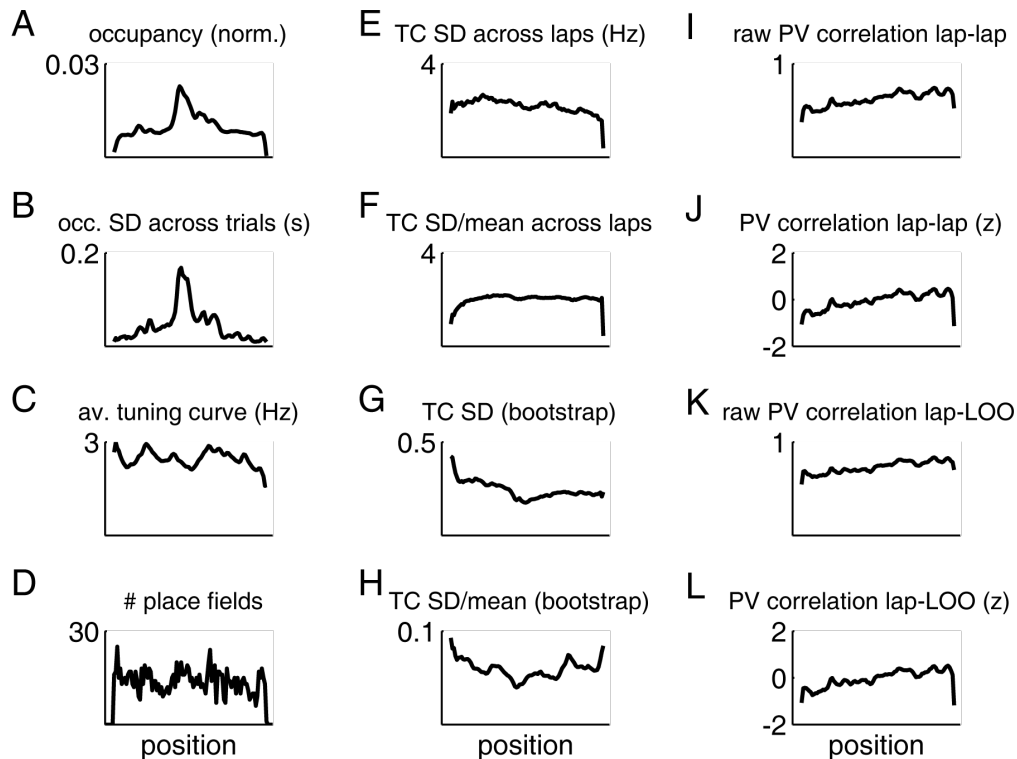 A
occupancy (norm.)
0.03
B
occ. SD across trials (s)
0.2
C
av. tuning curve (Hz)
3
D
# place fields
30
position
E
TC SD across laps (Hz)
4
F
TC SD/mean across laps
4
G
TC SD (bootstrap)
0.5
H
TC SD/mean (bootstrap)
0.1
position
I
raw PV correlation lap-lap
1
J
PV correlation lap-lap (z)
2
0
-2
K
raw PV correlation lap-LOO
1
L
PV correlation lap-LOO (z)
2
0
-2
position